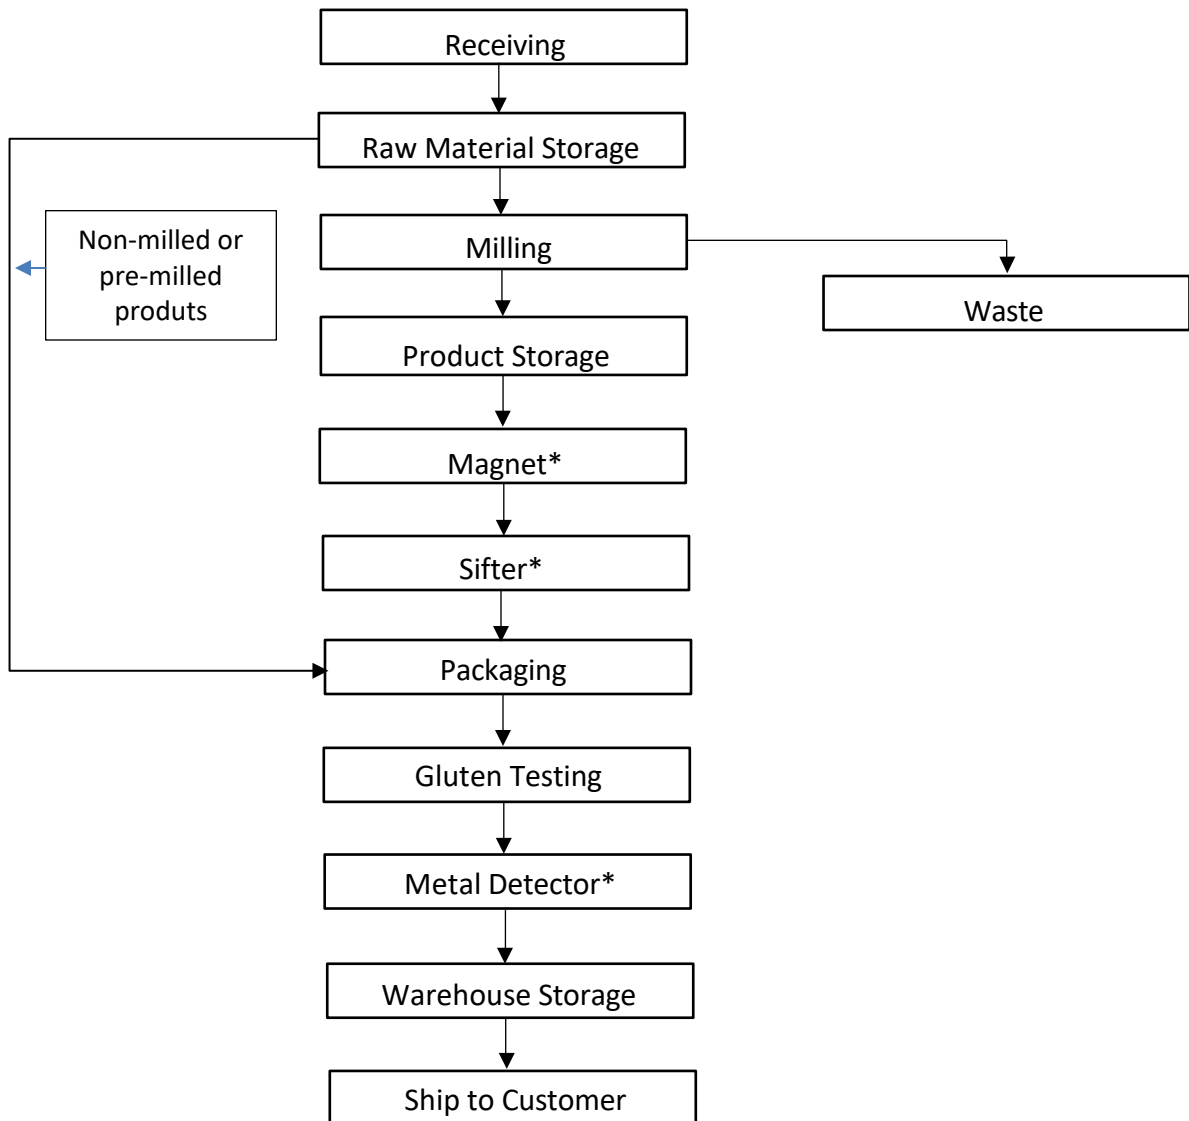 Receiving
Raw Material Storage
Non-milled or
pre-milled
produts
Milling
Waste
Product Storage
Magnet*
Sifter*
Packaging
Gluten Testing
Metal Detector*
Warehouse Storage
Ship to Customer